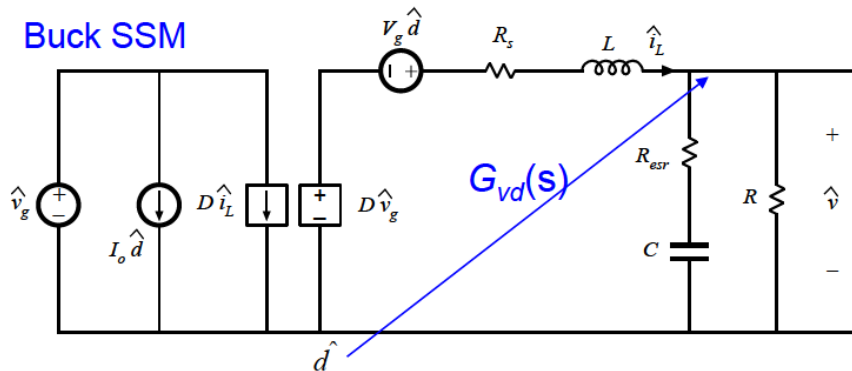 Buck SSM
V_g d̂
R_s
L
î_L
v̂_g
+
−
I_o d̂
D î_L
+
−
D v̂_g
− +
G_vd(s)
R_esr
C
R
+
v̂
−
d^